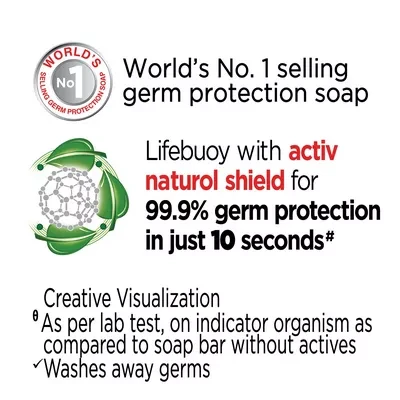 WORLD'S
No 1
SELLING GERM PROTECTION SOAP
World's No. 1 selling
germ protection soap
Lifebuoy with activ
naturol shield for
99.9% germ protection
in just 10 seconds#
Creative Visualization
θ As per lab test, on indicator organism as
compared to soap bar without actives
✓Washes away germs